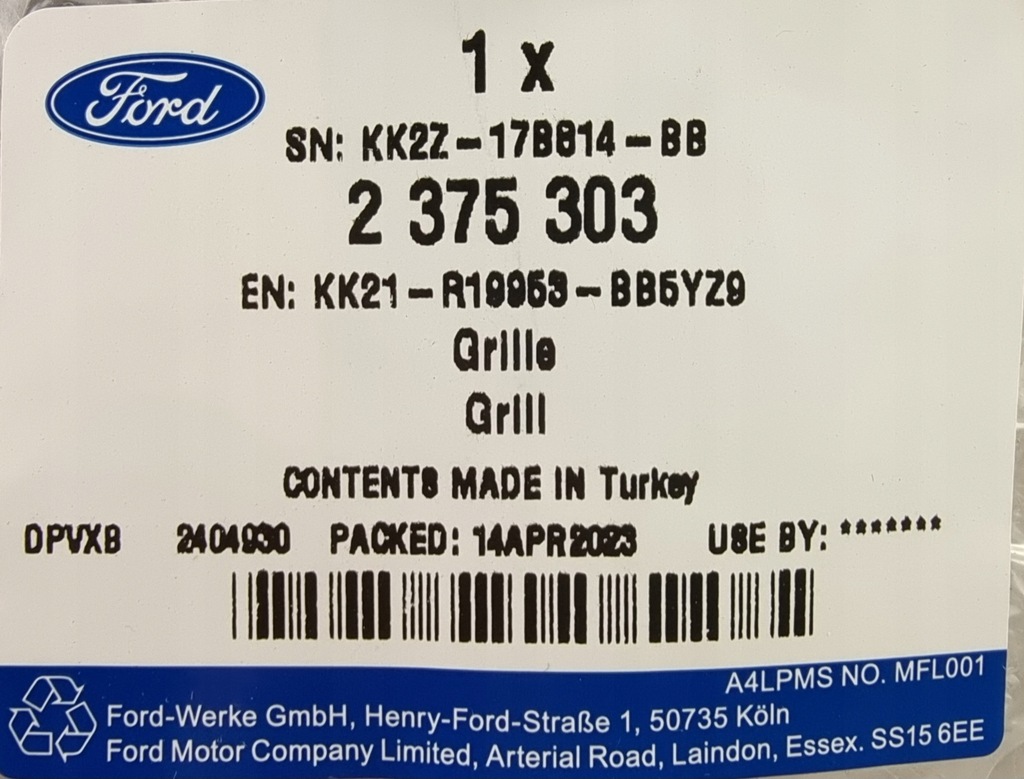 Ford
1 x
SN: KK2Z-17B814-BB
2 375 303
EN: KK21-R19953-BB5YZ9
Grille
Grill
CONTENTS MADE IN Turkey
DPVXB 2404930 PACKED: 14APR2023 USE BY: *******
A4LPMS NO. MFL001
Ford-Werke GmbH, Henry-Ford-Straße 1, 50735 Köln
Ford Motor Company Limited, Arterial Road, Laindon, Essex. SS15 6EE